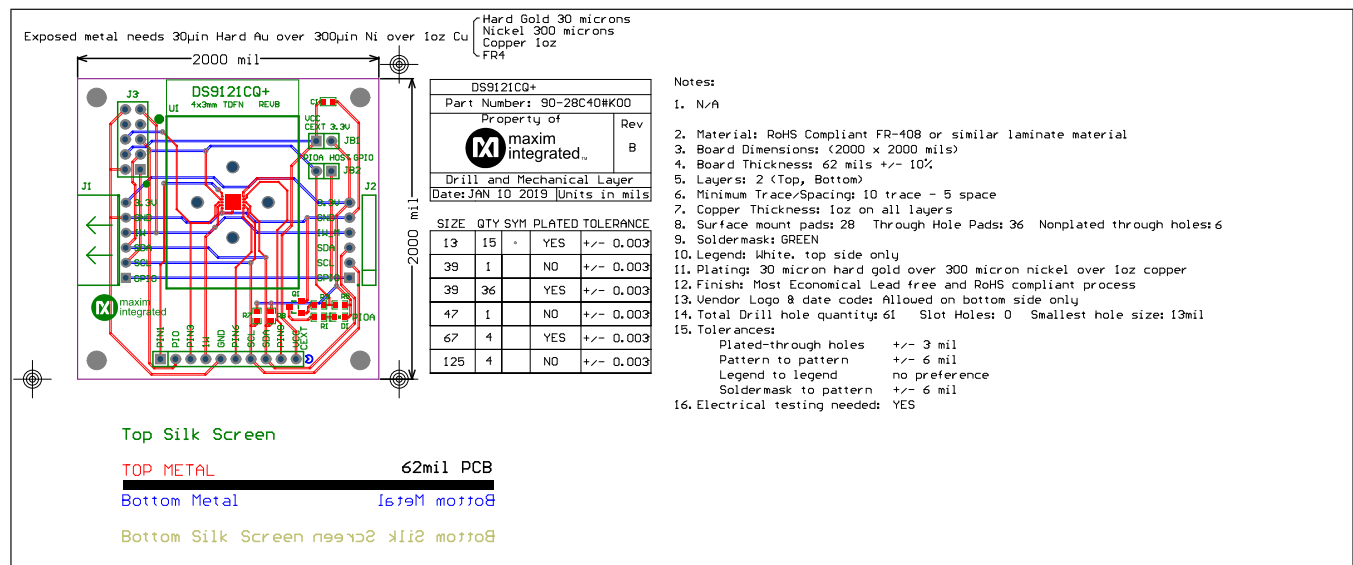 Hard Gold 30 microns
Nickel 300 microns
Exposed metal needs 30µin Hard Au over 300µin Ni over 1oz Cu
Copper 1oz
FR4
2000 mil
2000 mil
DS9121CQ+
4x3mm TDFN REVB
J3
U1
C1
VCC
CEXT 3.3V
JB1
PIOA HOST GPIO
JB2
J1
J2
3.3V
GND
1W
SDA
SCL
GPIO
3.3V
GND
1W_M
SDA
SCL
GPIO
maxim
integrated
Q1
R7
R1
D1
PIOA
PIN1
PIO
PIN3
1W
GND
PIN6
SCL
SDA
PIN9
VCC
CEXT
DS9121CQ+
Part Number: 90-28C40#K00
Property of
maxim
integrated™
Rev
B
Drill and Mechanical Layer
Date: JAN 10 2019 Units in mils
SIZE QTY SYM PLATED TOLERANCE
13 15 YES +/- 0.003
39 1 NO +/- 0.003
39 36 YES +/- 0.003
47 1 NO +/- 0.003
67 4 YES +/- 0.003
125 4 NO +/- 0.003
Notes:
1. N/A
2. Material: RoHS Compliant FR-408 or similar laminate material
3. Board Dimensions: (2000 x 2000 mils)
4. Board Thickness: 62 mils +/- 10%
5. Layers: 2 (Top, Bottom)
6. Minimum Trace/Spacing: 10 trace - 5 space
7. Copper Thickness: 1oz on all layers
8. Surface mount pads: 28 Through Hole Pads: 36 Nonplated through holes: 6
9. Soldermask: GREEN
10. Legend: White. top side only
11. Plating: 30 micron hard gold over 300 micron nickel over 1oz copper
12. Finish: Most Economical Lead free and RoHS compliant process
13. Vendor Logo & date code: Allowed on bottom side only
14. Total Drill hole quantity: 61 Slot Holes: 0 Smallest hole size: 13mil
15. Tolerances:
Plated-through holes +/- 3 mil
Pattern to pattern +/- 6 mil
Legend to legend no preference
Soldermask to pattern +/- 6 mil
16. Electrical testing needed: YES
Top Silk Screen
TOP METAL 62mil PCB
Bottom Metal Bottom Metal
Bottom Silk Screen Bottom Silk Screen